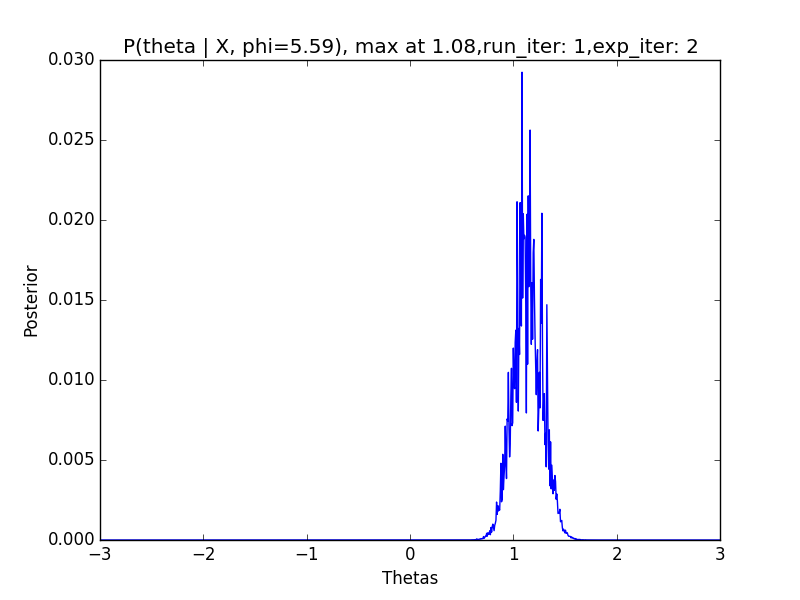 P(theta | X, phi=5.59), max at 1.08,run_iter: 1,exp_iter: 2
0.030
0.025
0.020
0.015
0.010
0.005
0.000
Posterior
−3 −2 −1 0 1 2 3
Thetas